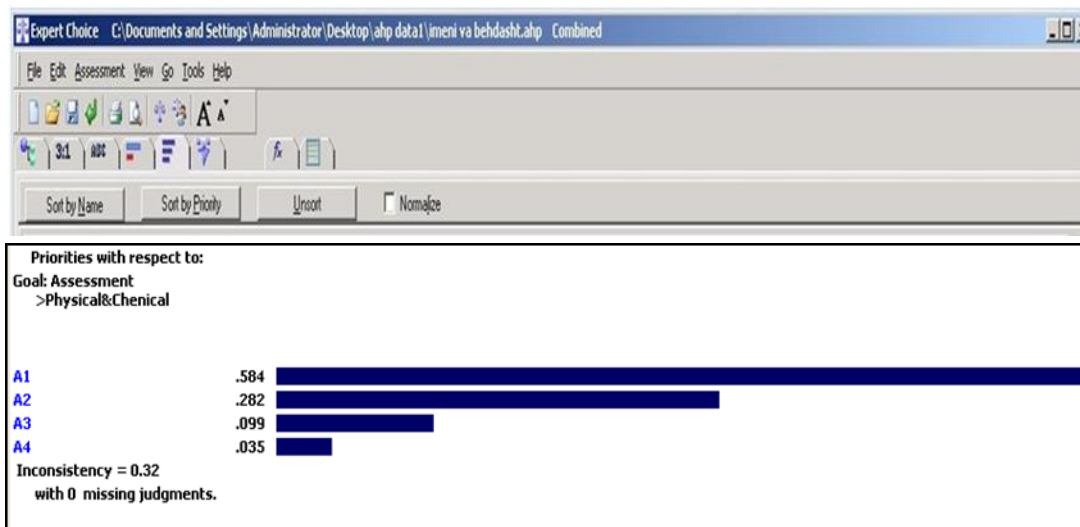 Expert Choice C:\Documents and Settings\Administrator\Desktop\ahp data1\imeni va behdasht.ahp Combined
File Edit Assessment View Go Tools Help
A A
3:1 ABC fx
Sort by Name Sort by Priority Unsort Normalize
Priorities with respect to:
Goal: Assessment
>Physical&Chenical
A1 .584
A2 .282
A3 .099
A4 .035
Inconsistency = 0.32
with 0 missing judgments.